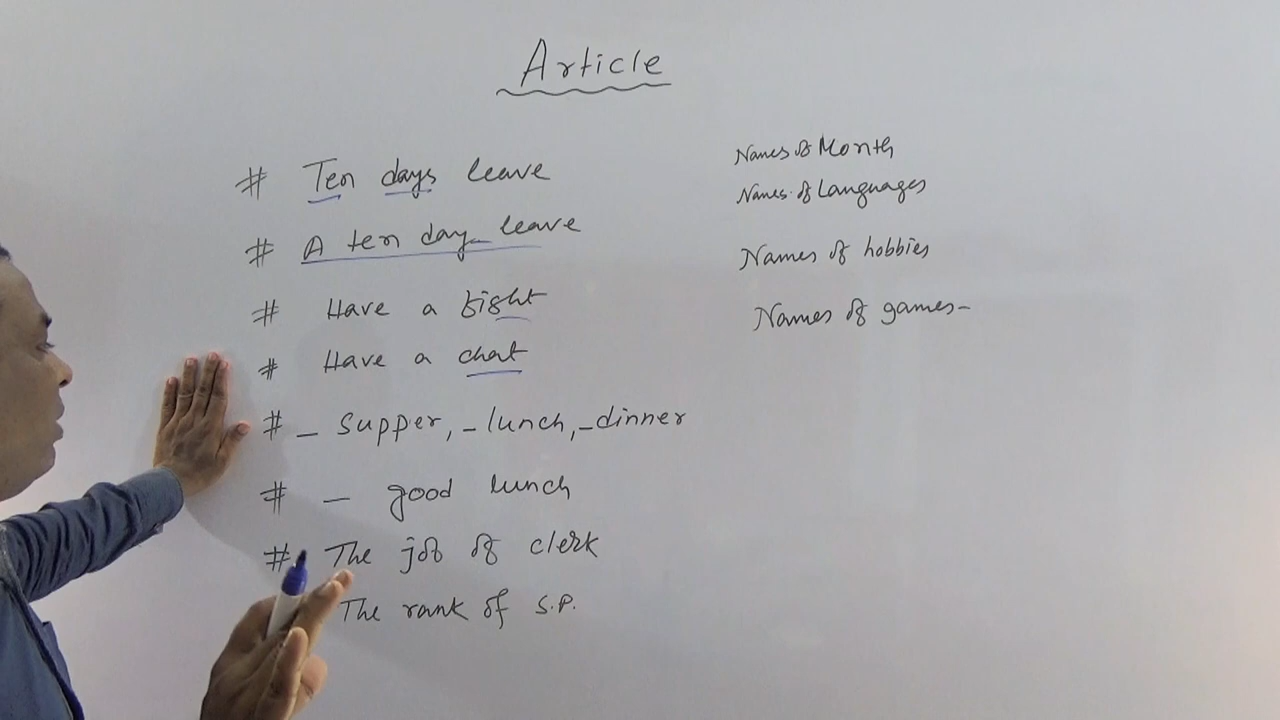 Article
# Ten days leave
# A ten day leave
# Have a fight
# Have a chat
# _ supper, _ lunch, _ dinner
# _ good lunch
# The job of clerk
The rank of S.P.
Names of Month
Names of Languages
Names of hobbies
Names of games-